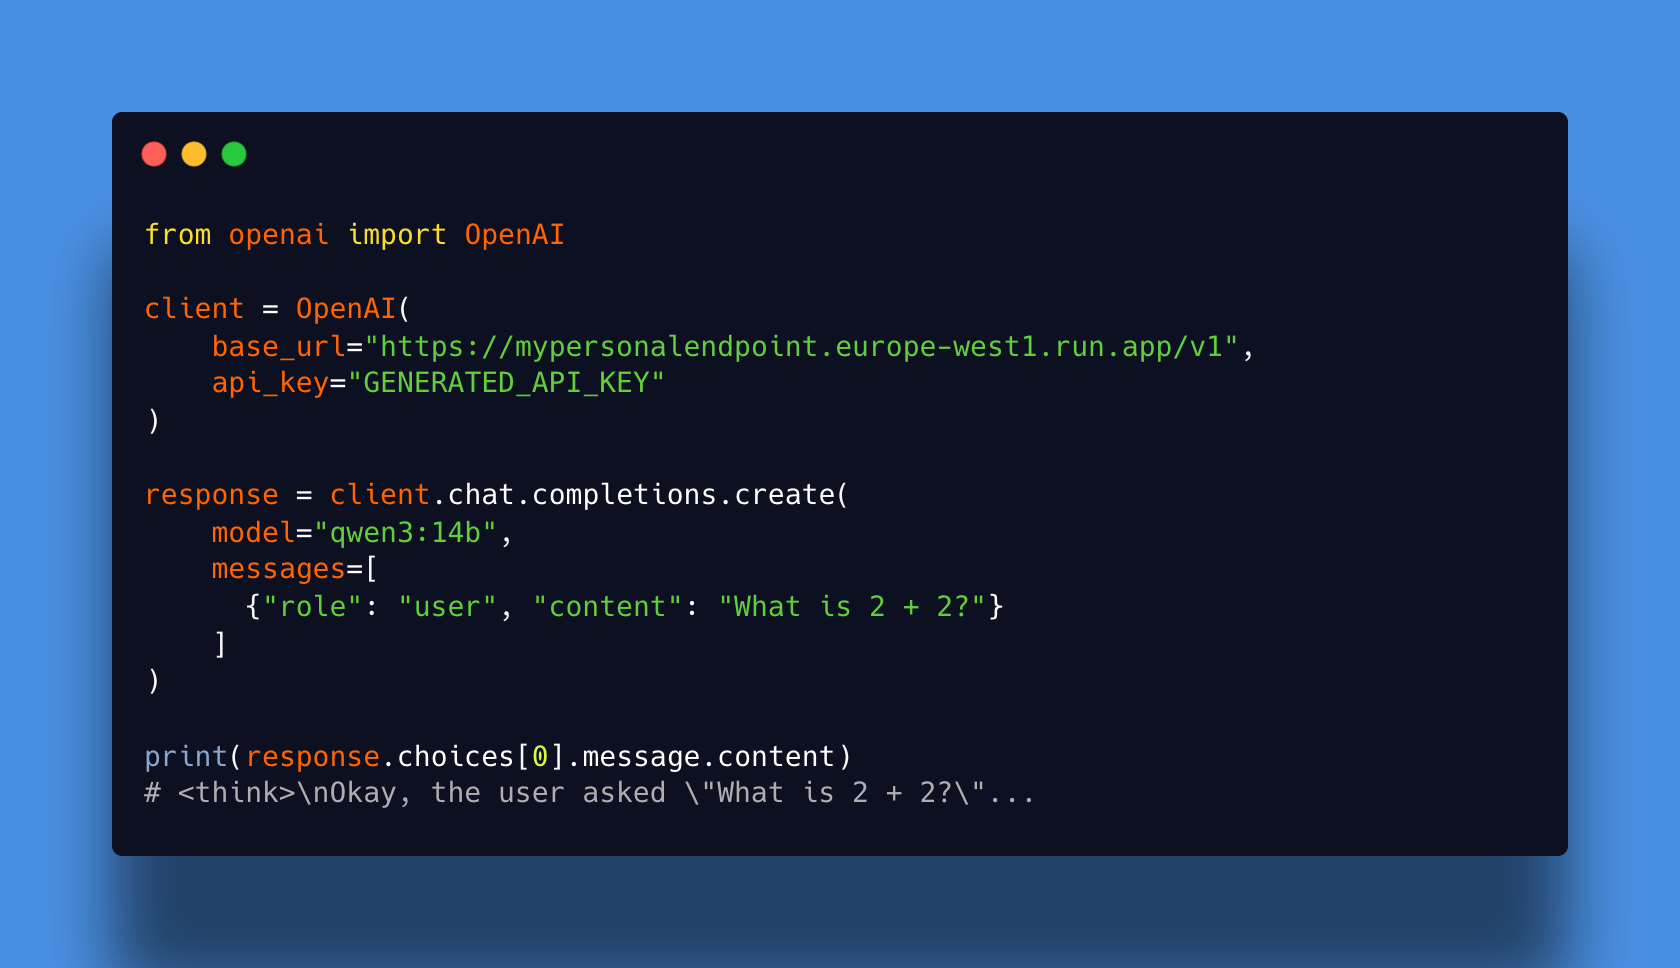 from openai import OpenAI

client = OpenAI(
    base_url="https://mypersonalendpoint.europe-west1.run.app/v1",
    api_key="GENERATED_API_KEY"
)

response = client.chat.completions.create(
    model="qwen3:14b",
    messages=[
      {"role": "user", "content": "What is 2 + 2?"}
    ]
)

print(response.choices[0].message.content)
# <think>\nOkay, the user asked \"What is 2 + 2?\"...